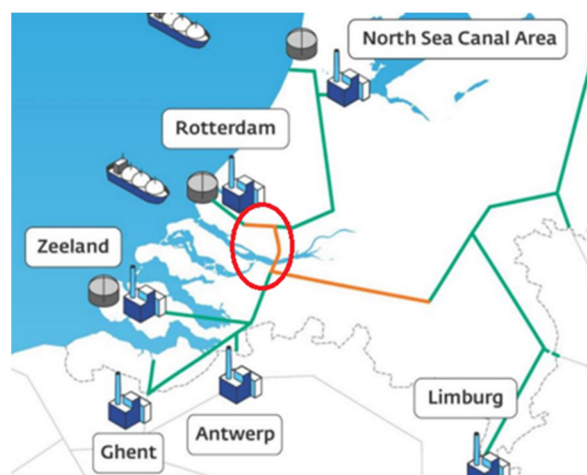 North Sea Canal Area
Rotterdam
Zeeland
Limburg
Antwerp
Ghent